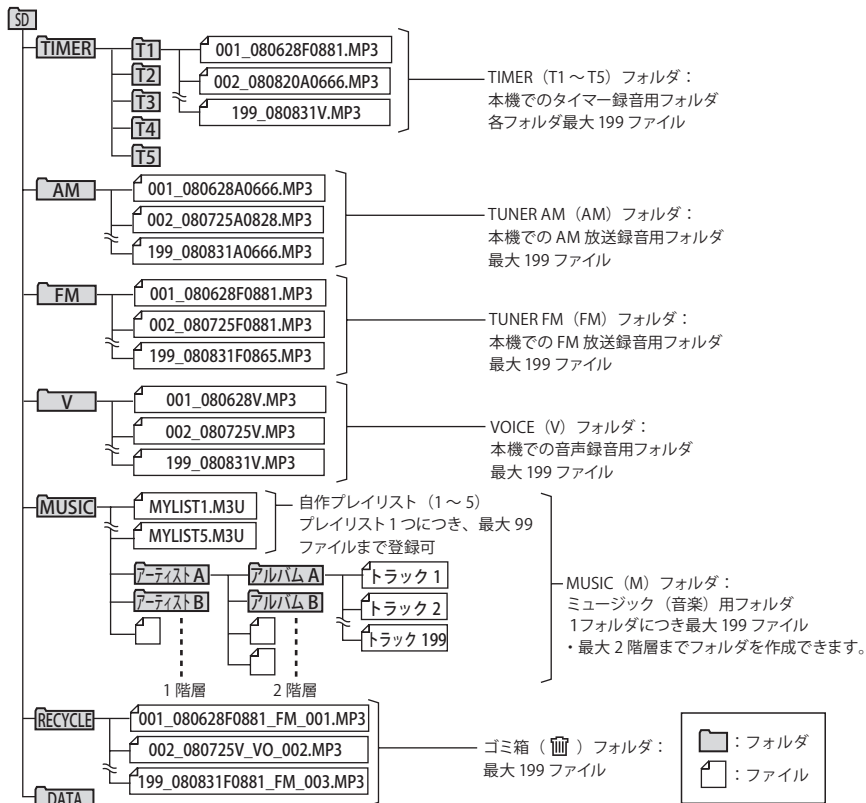 SD
TIMER
T1
001_080628F0881.MP3
T2
002_080820A0666.MP3
T3
199_080831V.MP3
T4
T5
TIMER（T1～T5）フォルダ：
本機でのタイマー録音用フォルダ
各フォルダ最大 199 ファイル
AM
001_080628A0666.MP3
002_080725A0828.MP3
199_080831A0666.MP3
TUNER AM（AM）フォルダ：
本機での AM 放送録音用フォルダ
最大 199 ファイル
FM
001_080628F0881.MP3
002_080725F0881.MP3
199_080831F0865.MP3
TUNER FM（FM）フォルダ：
本機での FM 放送録音用フォルダ
最大 199 ファイル
V
001_080628V.MP3
002_080725V.MP3
199_080831V.MP3
VOICE（V）フォルダ：
本機での音声録音用フォルダ
最大 199 ファイル
MUSIC
MYLIST1.M3U
MYLIST5.M3U
自作プレイリスト（1～5）
プレイリスト 1 つにつき、最大 99
ファイルまで登録可
アーティスト A
アルバム A
トラック 1
アーティスト B
アルバム B
トラック 2
トラック 199
1 階層
2 階層
MUSIC（M）フォルダ：
ミュージック（音楽）用フォルダ
1フォルダにつき最大 199 ファイル
・最大 2 階層までフォルダを作成できます。
RECYCLE
001_080628F0881_FM_001.MP3
002_080725V_VO_002.MP3
199_080831F0881_FM_003.MP3
ゴミ箱（ ）フォルダ：
最大 199 ファイル
DATA
：フォルダ
：ファイル